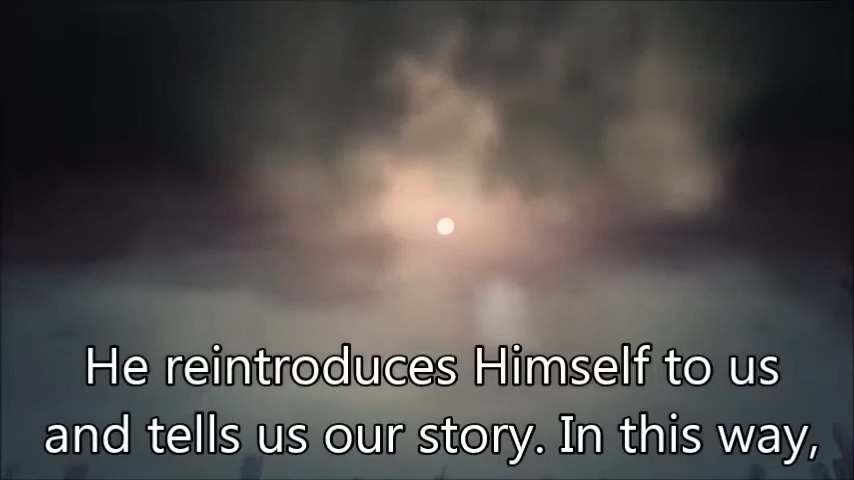 He reintroduces Himself to us
and tells us our story. In this way,